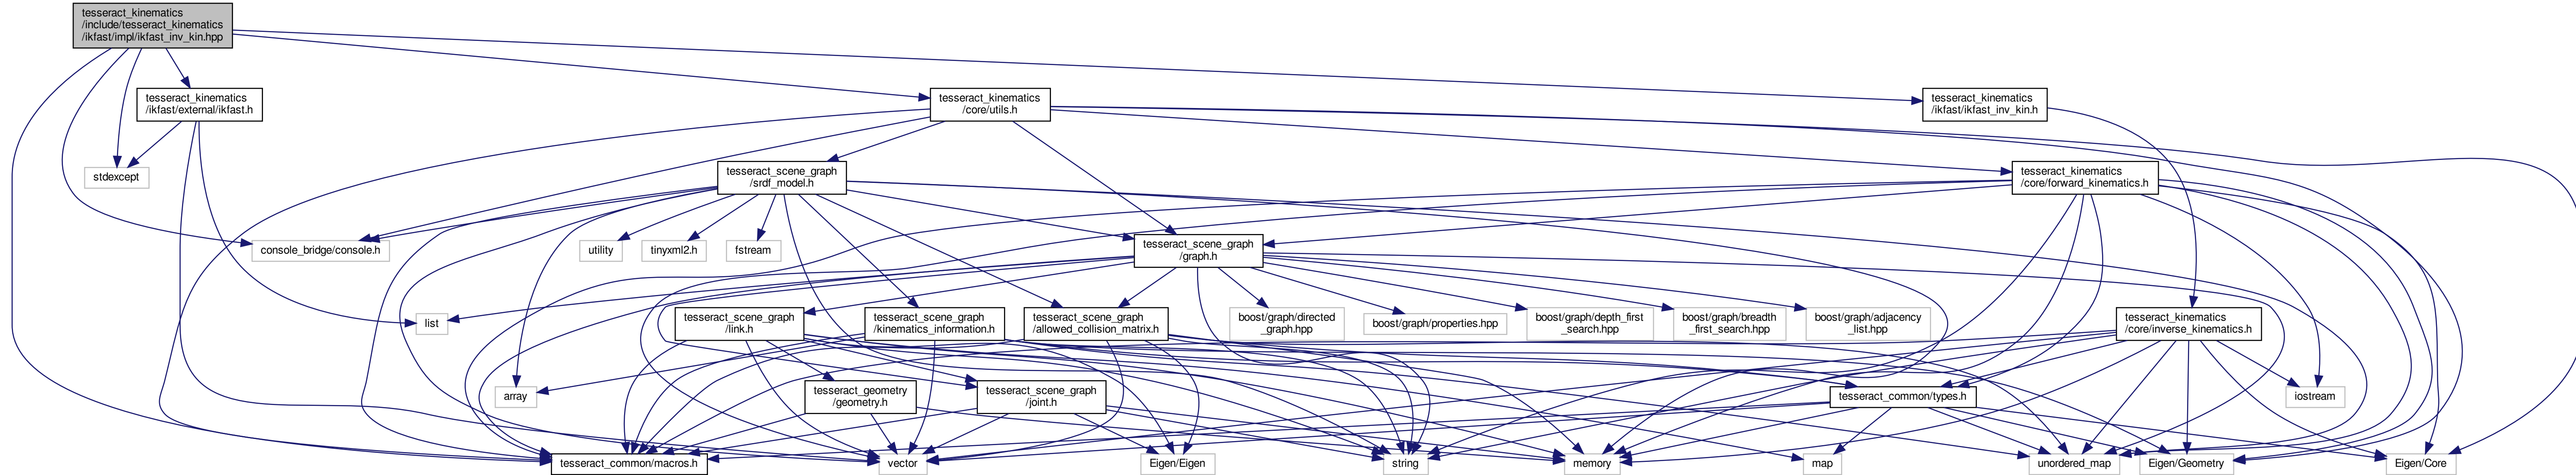 tesseract_kinematics
/include/tesseract_kinematics
/ikfast/impl/ikfast_inv_kin.hpp
tesseract_kinematics
/ikfast/external/ikfast.h
tesseract_kinematics
/core/utils.h
tesseract_kinematics
/ikfast/ikfast_inv_kin.h
stdexcept
tesseract_scene_graph
/srdf_model.h
tesseract_kinematics
/core/forward_kinematics.h
console_bridge/console.h
utility
tinyxml2.h
fstream
tesseract_scene_graph
/graph.h
list
tesseract_scene_graph
/link.h
tesseract_scene_graph
/kinematics_information.h
tesseract_scene_graph
/allowed_collision_matrix.h
boost/graph/directed
_graph.hpp
boost/graph/properties.hpp
boost/graph/depth_first
_search.hpp
boost/graph/breadth
_first_search.hpp
boost/graph/adjacency
_list.hpp
tesseract_kinematics
/core/inverse_kinematics.h
array
tesseract_geometry
/geometry.h
tesseract_scene_graph
/joint.h
tesseract_common/types.h
iostream
tesseract_common/macros.h
vector
Eigen/Eigen
string
memory
map
unordered_map
Eigen/Geometry
Eigen/Core